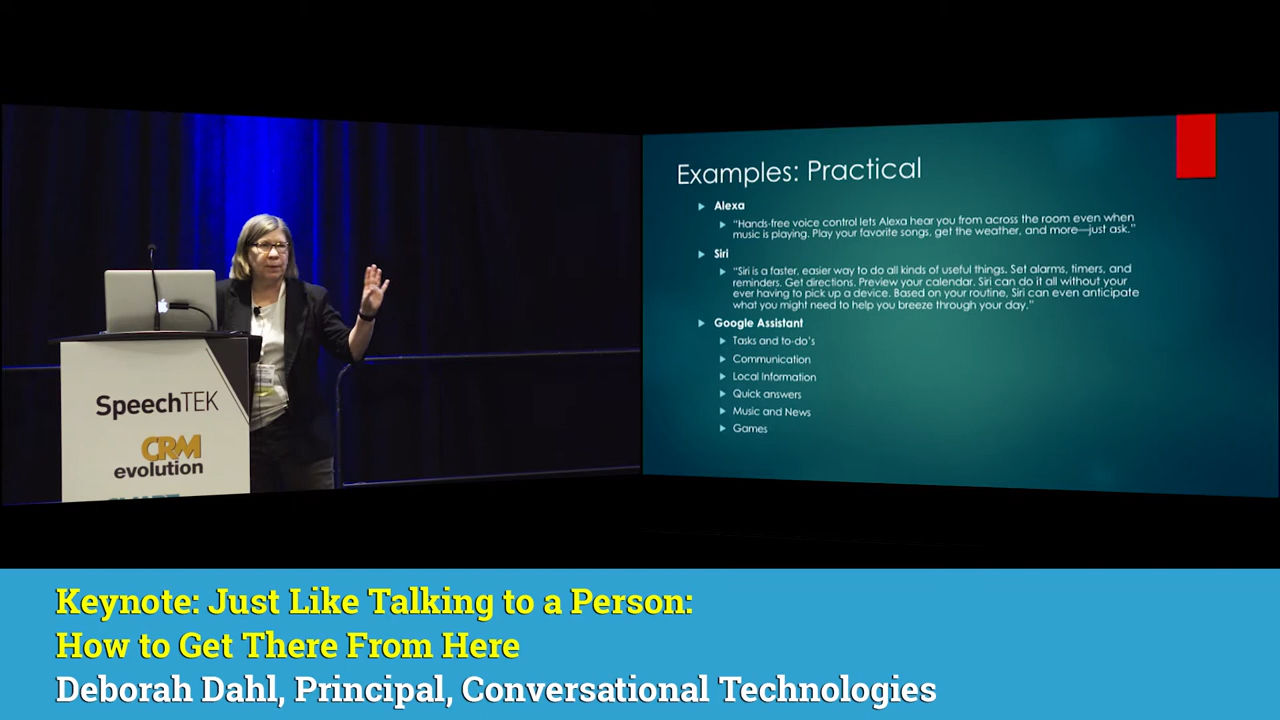 SpeechTEK
CRM
evolution
Examples: Practical
Alexa
“Hands-free voice control lets Alexa hear you from across the room even when
music is playing. Play your favorite songs, get the weather, and more—just ask.”
Siri
“Siri is a faster, easier way to do all kinds of useful things. Set alarms, timers, and
reminders. Get directions. Preview your calendar. Siri can do it all without your
ever having to pick up a device. Based on your routine, Siri can even anticipate
what you might need to help you breeze through your day.”
Google Assistant
Tasks and to-do's
Communication
Local Information
Quick answers
Music and News
Games
Keynote: Just Like Talking to a Person:
How to Get There From Here
Deborah Dahl, Principal, Conversational Technologies